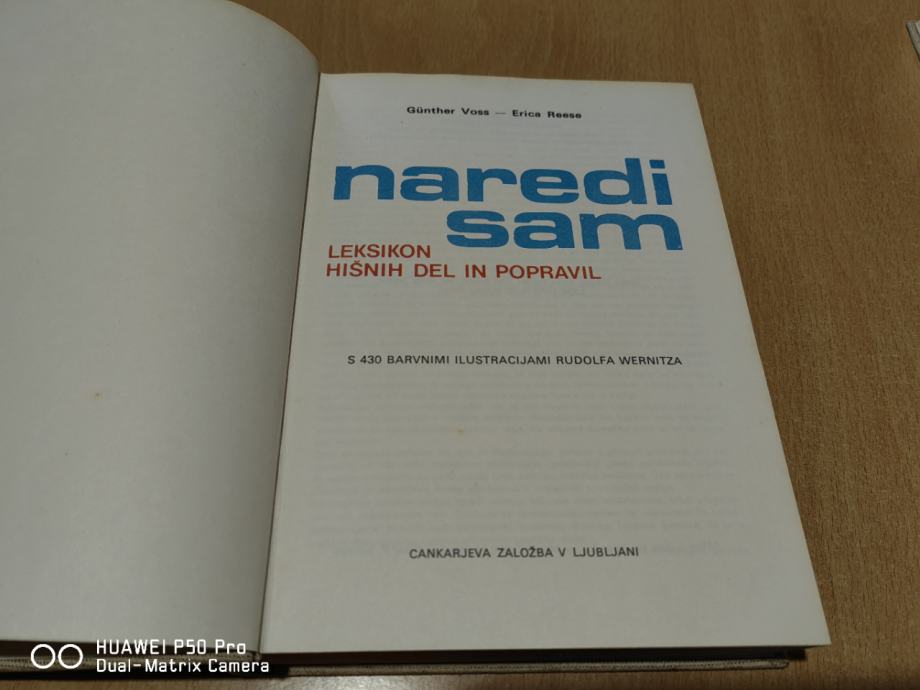 Günther Voss — Erica Reese
naredi
sam
LEKSIKON
HIŠNIH DEL IN POPRAVIL
S 430 BARVNIMI ILUSTRACIJAMI RUDOLFA WERNITZA
CANKARJEVA ZALOŽBA V LJUBLJANI
HUAWEI P50 Pro
Dual-Matrix Camera